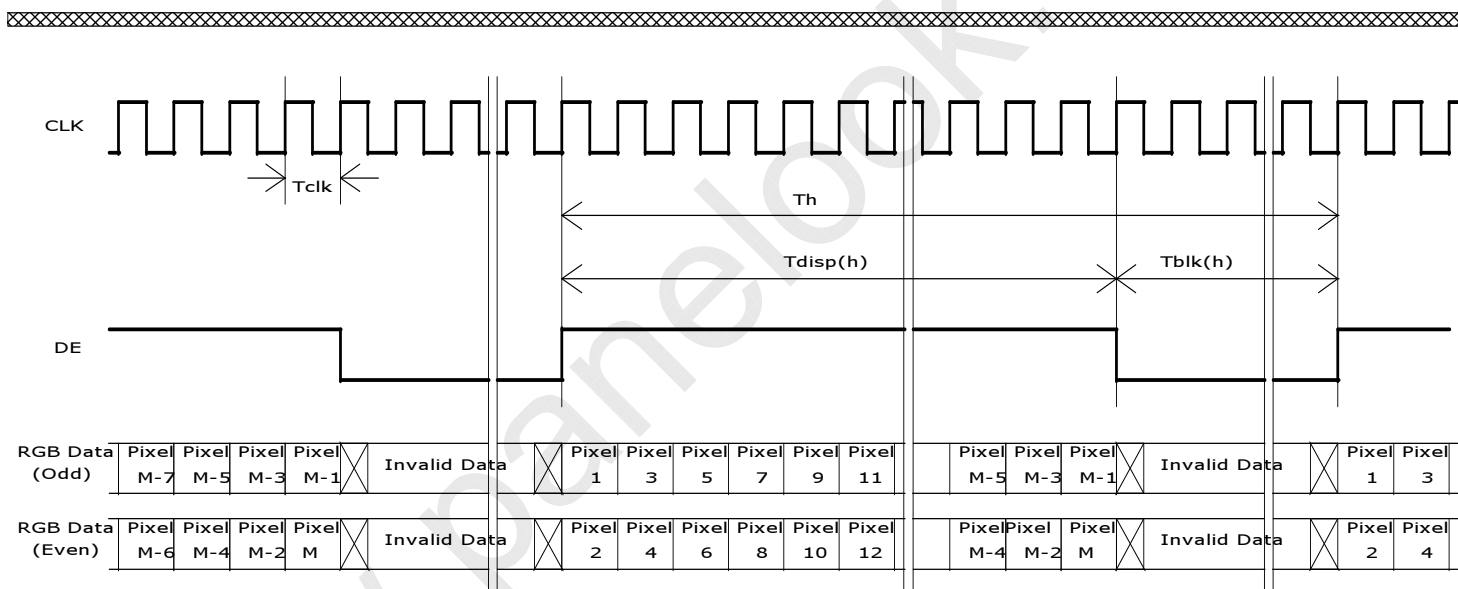 CLK
Tclk
Th
Tdisp(h)
Tblk(h)
DE
RGB Data (Odd)
Pixel M-7 Pixel M-5 Pixel M-3 Pixel M-1 Invalid Data Pixel 1 Pixel 3 Pixel 5 Pixel 7 Pixel 9 Pixel 11 Pixel M-5 Pixel M-3 Pixel M-1 Invalid Data Pixel 1 Pixel 3
RGB Data (Even)
Pixel M-6 Pixel M-4 Pixel M-2 Pixel M Invalid Data Pixel 2 Pixel 4 Pixel 6 Pixel 8 Pixel 10 Pixel 12 Pixel M-4 Pixel M-2 Pixel M Invalid Data Pixel 2 Pixel 4
panelook.